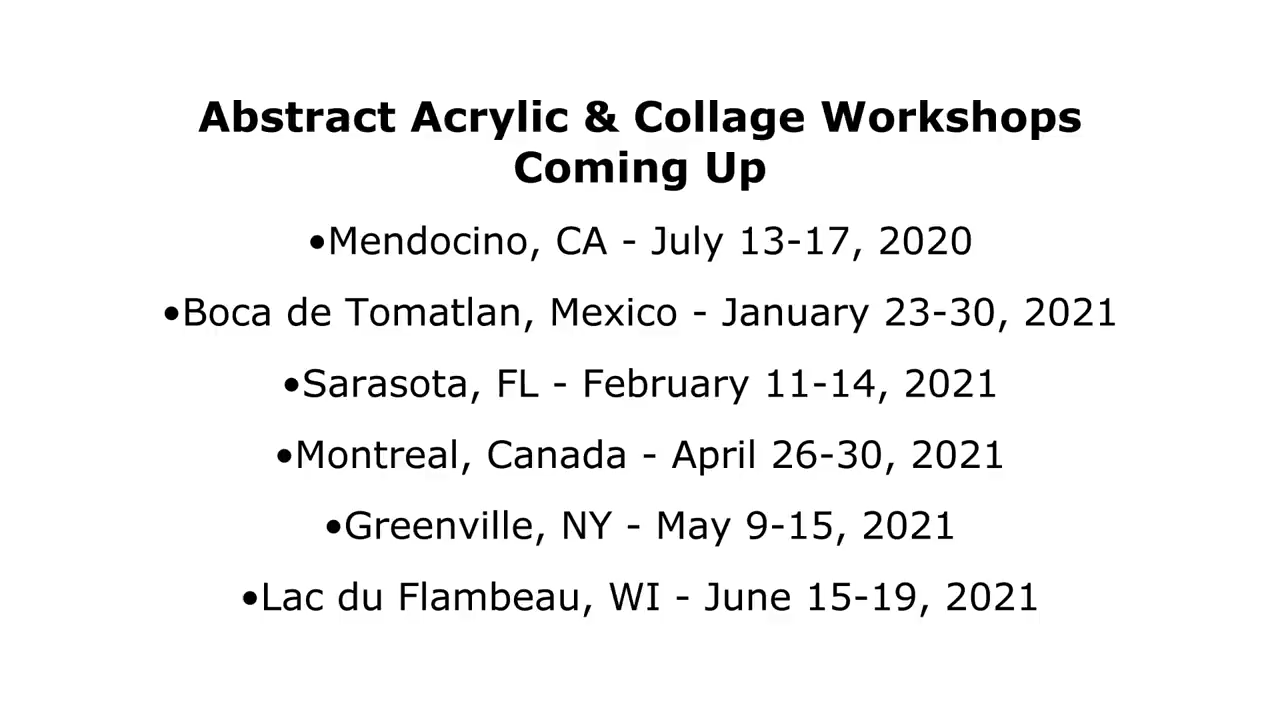 Abstract Acrylic & Collage Workshops
Coming Up
•Mendocino, CA - July 13-17, 2020
•Boca de Tomatlan, Mexico - January 23-30, 2021
•Sarasota, FL - February 11-14, 2021
•Montreal, Canada - April 26-30, 2021
•Greenville, NY - May 9-15, 2021
•Lac du Flambeau, WI - June 15-19, 2021